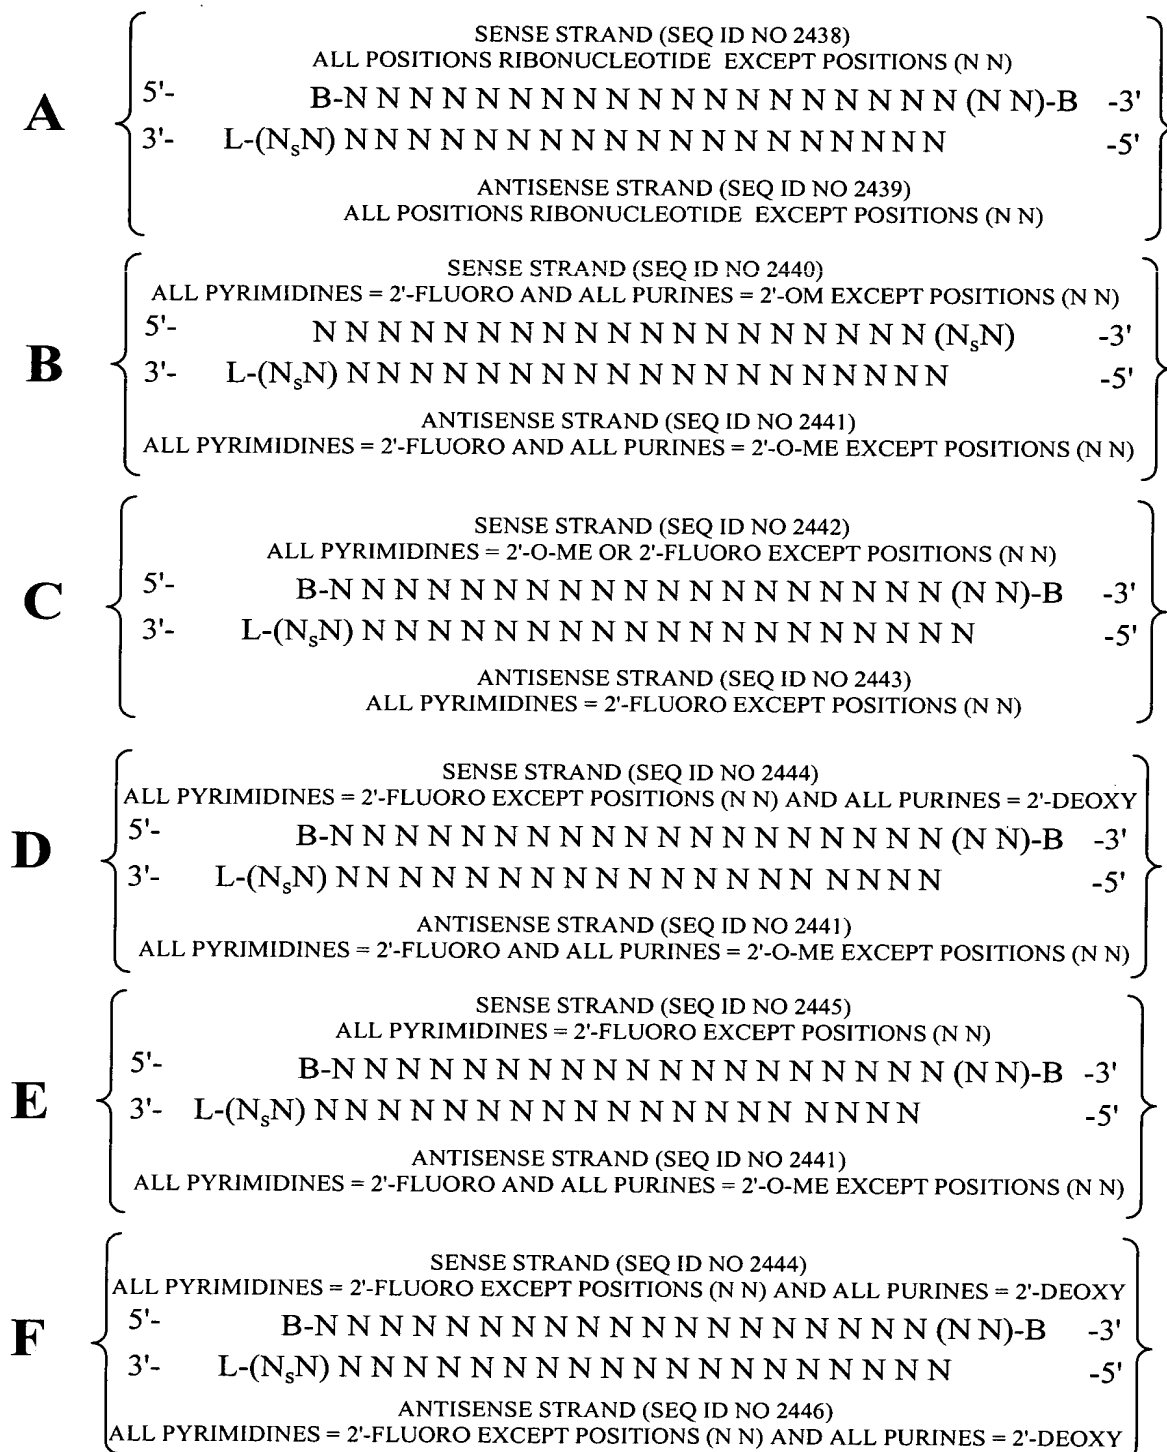 A
SENSE STRAND (SEQ ID NO 2438)
ALL POSITIONS RIBONUCLEOTIDE EXCEPT POSITIONS (N N)
5'- B-N N N N N N N N N N N N N N N N N N N (N N)-B -3'
3'- L-(NsN) N N N N N N N N N N N N N N N N N N N -5'
ANTISENSE STRAND (SEQ ID NO 2439)
ALL POSITIONS RIBONUCLEOTIDE EXCEPT POSITIONS (N N)
B
SENSE STRAND (SEQ ID NO 2440)
ALL PYRIMIDINES = 2'-FLUORO AND ALL PURINES = 2'-OM EXCEPT POSITIONS (N N)
5'- N N N N N N N N N N N N N N N N N N N (NsN) -3'
3'- L-(NsN) N N N N N N N N N N N N N N N N N N N -5'
ANTISENSE STRAND (SEQ ID NO 2441)
ALL PYRIMIDINES = 2'-FLUORO AND ALL PURINES = 2'-O-ME EXCEPT POSITIONS (N N)
C
SENSE STRAND (SEQ ID NO 2442)
ALL PYRIMIDINES = 2'-O-ME OR 2'-FLUORO EXCEPT POSITIONS (N N)
5'- B-N N N N N N N N N N N N N N N N N N N (N N)-B -3'
3'- L-(NsN) N N N N N N N N N N N N N N N N N N N -5'
ANTISENSE STRAND (SEQ ID NO 2443)
ALL PYRIMIDINES = 2'-FLUORO EXCEPT POSITIONS (N N)
D
SENSE STRAND (SEQ ID NO 2444)
ALL PYRIMIDINES = 2'-FLUORO EXCEPT POSITIONS (N N) AND ALL PURINES = 2'-DEOXY
5'- B-N N N N N N N N N N N N N N N N N N N (N N)-B -3'
3'- L-(NsN) N N N N N N N N N N N N N N N N N N N -5'
ANTISENSE STRAND (SEQ ID NO 2441)
ALL PYRIMIDINES = 2'-FLUORO AND ALL PURINES = 2'-O-ME EXCEPT POSITIONS (N N)
E
SENSE STRAND (SEQ ID NO 2445)
ALL PYRIMIDINES = 2'-FLUORO EXCEPT POSITIONS (N N)
5'- B-N N N N N N N N N N N N N N N N N N N (N N)-B -3'
3'- L-(NsN) N N N N N N N N N N N N N N N N N N N -5'
ANTISENSE STRAND (SEQ ID NO 2441)
ALL PYRIMIDINES = 2'-FLUORO AND ALL PURINES = 2'-O-ME EXCEPT POSITIONS (N N)
F
SENSE STRAND (SEQ ID NO 2444)
ALL PYRIMIDINES = 2'-FLUORO EXCEPT POSITIONS (N N) AND ALL PURINES = 2'-DEOXY
5'- B-N N N N N N N N N N N N N N N N N N N (N N)-B -3'
3'- L-(NsN) N N N N N N N N N N N N N N N N N N N -5'
ANTISENSE STRAND (SEQ ID NO 2446)
ALL PYRIMIDINES = 2'-FLUORO EXCEPT POSITIONS (N N) AND ALL PURINES = 2'-DEOXY